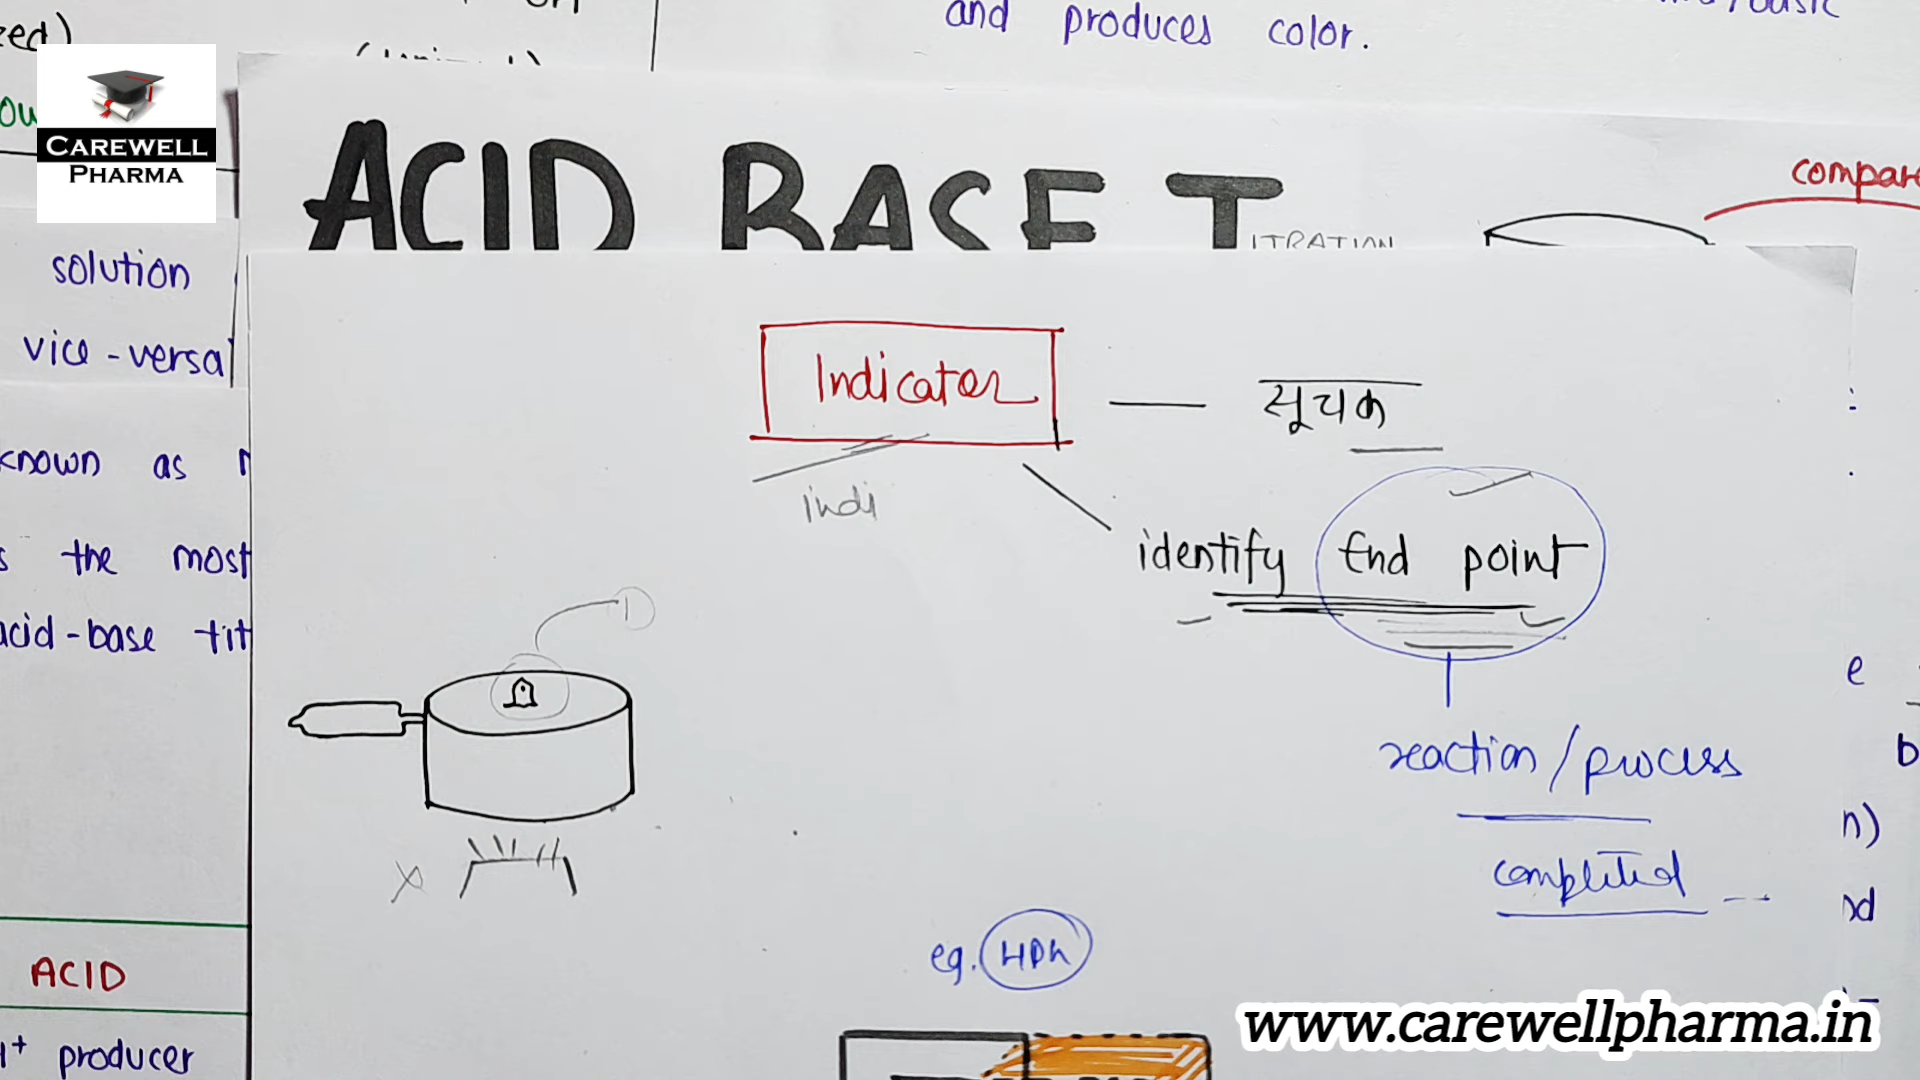 and produces color.
CAREWELL
PHARMA
ACID BASE TITRATION
solution
vice-versa
known as
the most
acid-base tit
Indicator — सूचक
indi
identify End point
reaction / process
completed --
eg. HPh
ACID
producer
www.carewellpharma.in